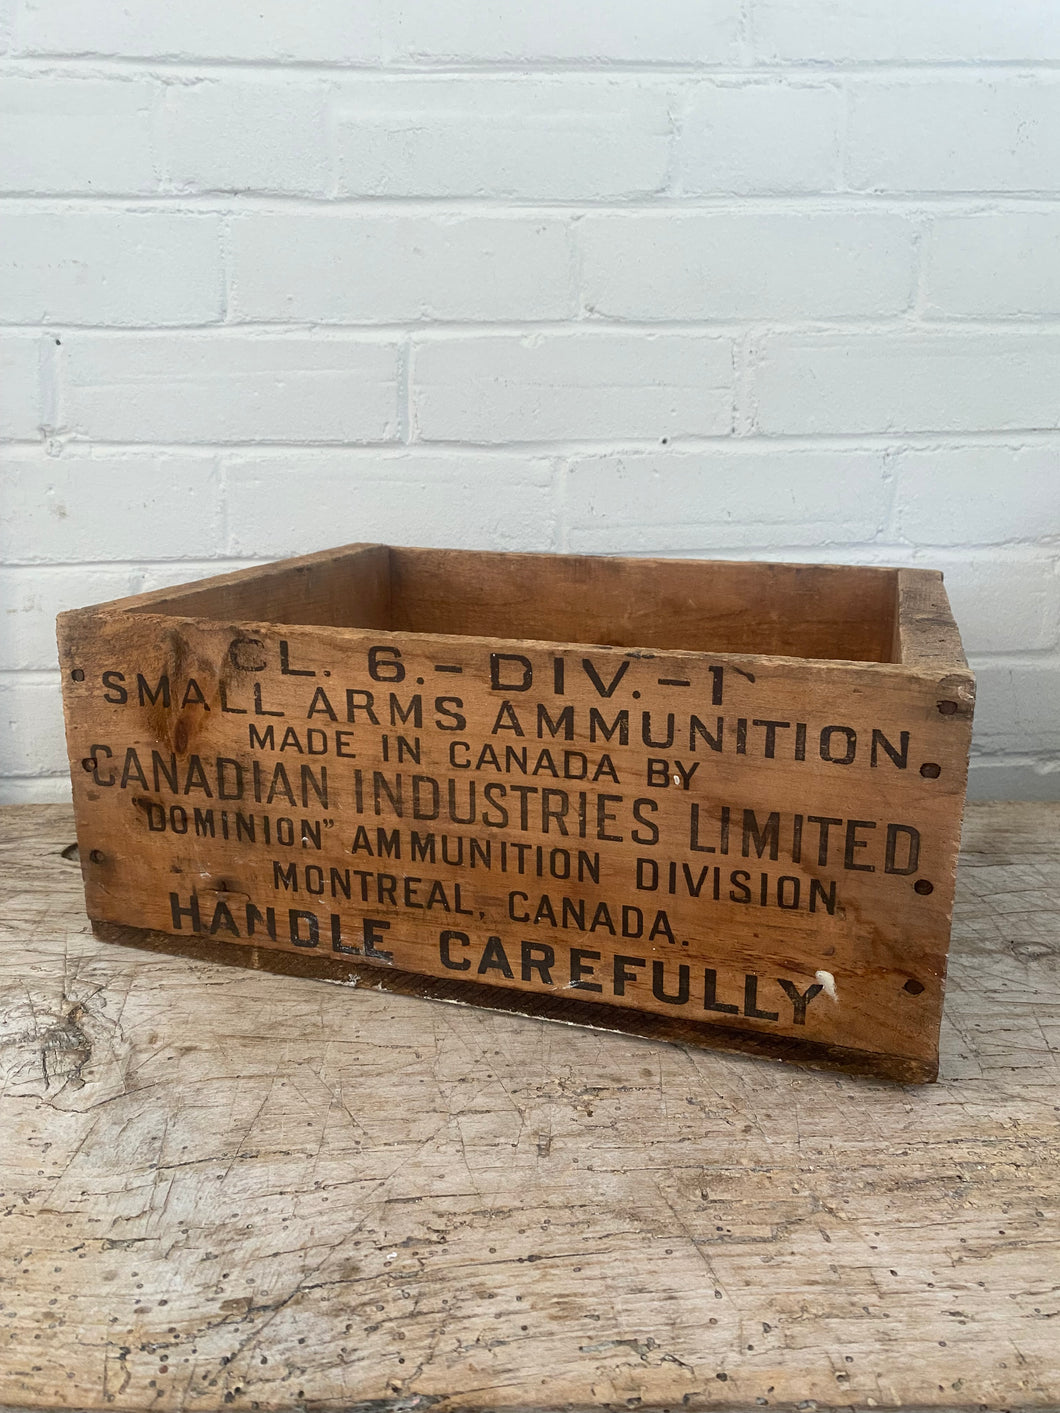 CL. 6.-DIV.-1
SMALL ARMS AMMUNITION.
MADE IN CANADA BY
CANADIAN INDUSTRIES LIMITED
"DOMINION" AMMUNITION DIVISION
MONTREAL, CANADA.
HANDLE CAREFULLY